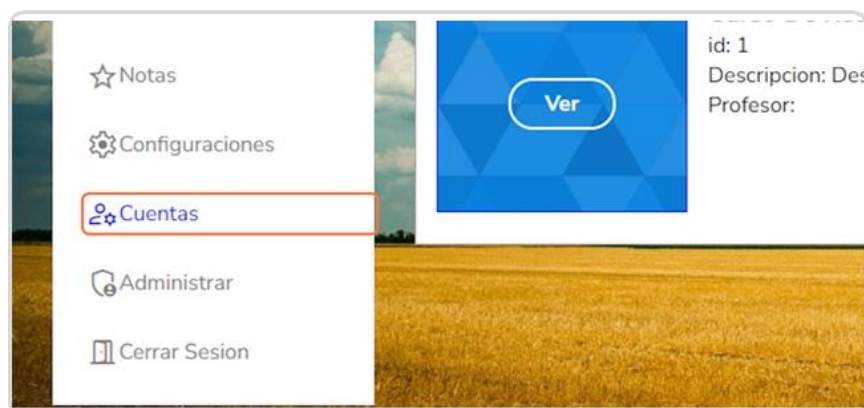 Notas
Configuraciones
Cuentas
Administrar
Cerrar Sesion
Ver
id: 1
Descripcion: Des
Profesor: